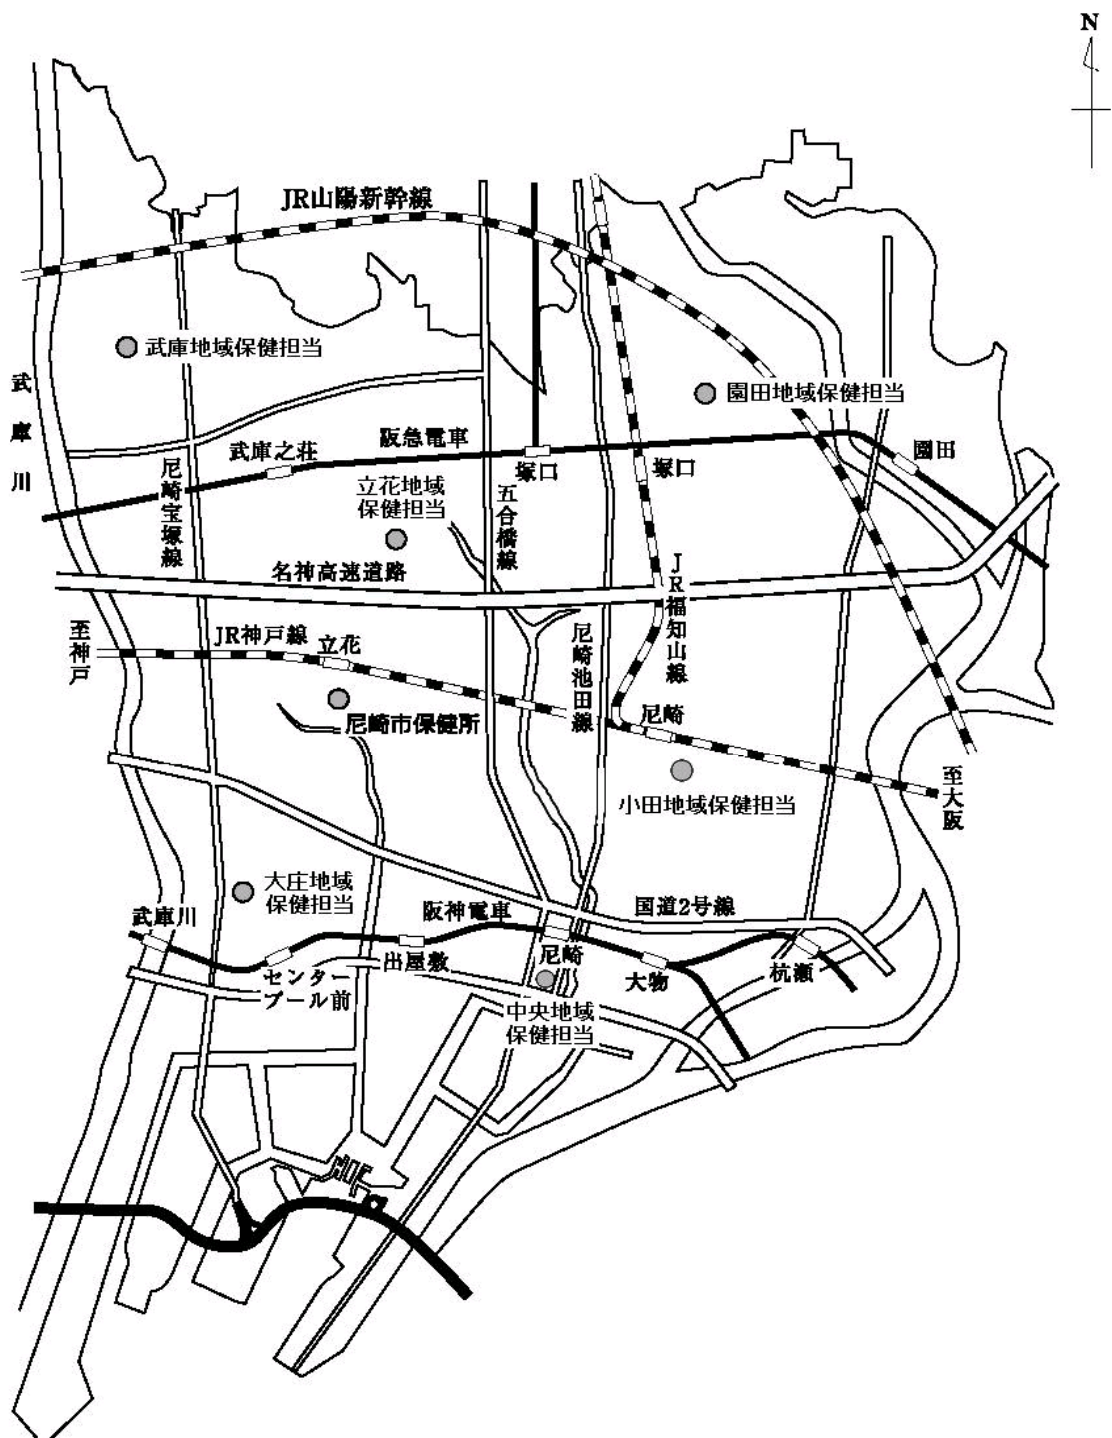 N
JR山陽新幹線
武庫地域保健担当
武庫川
園田地域保健担当
阪急電車
武庫之荘
園田
塚口
塚口
尼崎宝塚線
立花地域
保健担当
五合橋線
名神高速道路
JR福知山線
至神戸
JR神戸線
立花
尼崎池田線
尼崎
尼崎市保健所
至大阪
小田地域保健担当
大庄地域
保健担当
武庫川
阪神電車
国道2号線
センター
プール前
出屋敷
尼崎
大物
杭瀬
中央地域
保健担当